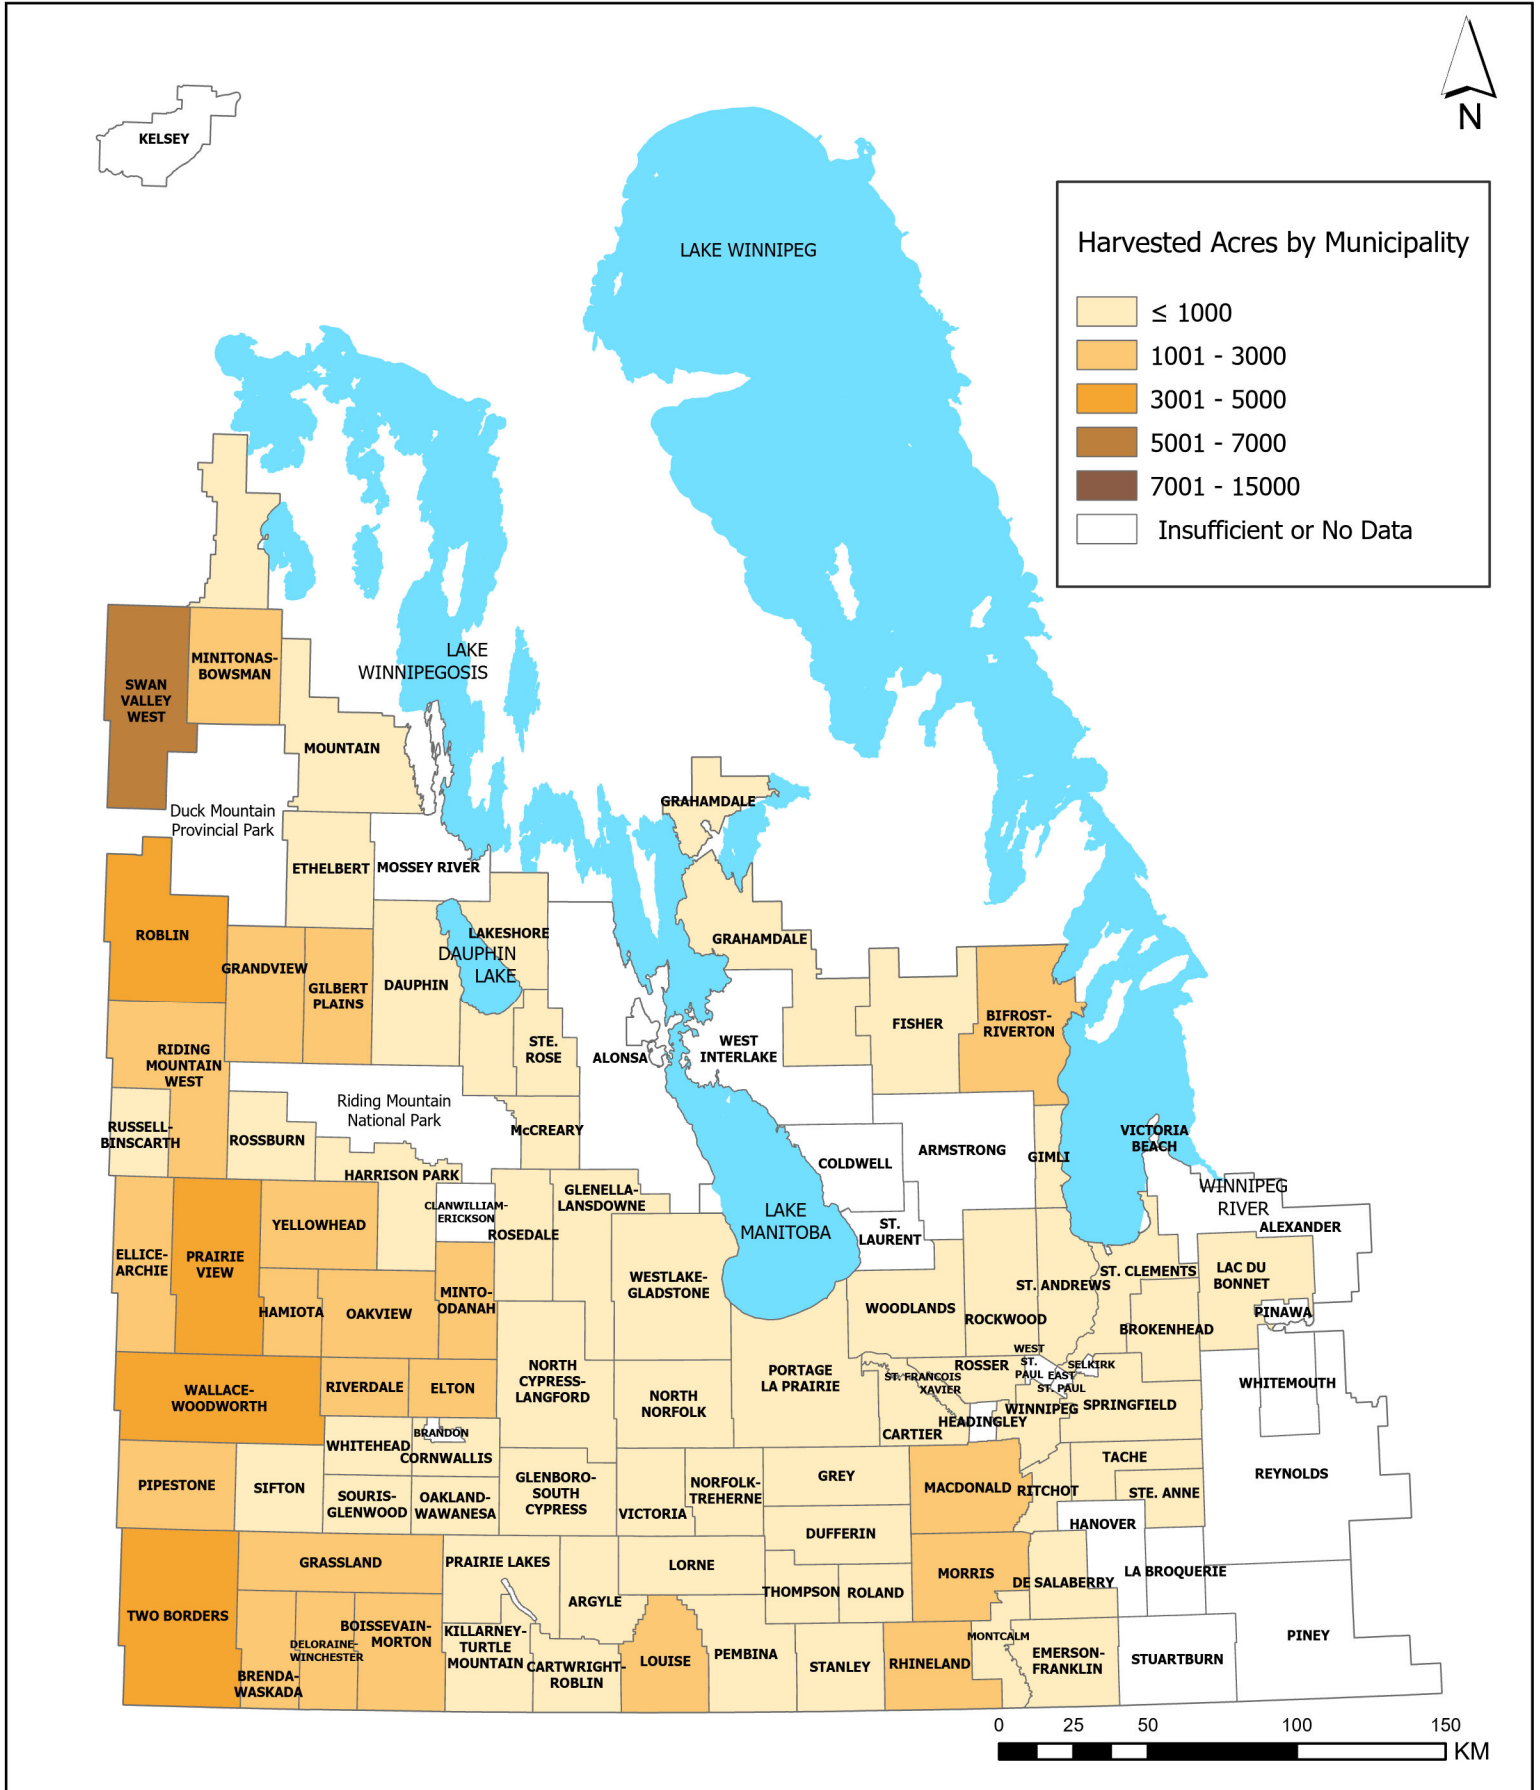 N
KELSEY
LAKE WINNIPEG
Harvested Acres by Municipality
≤ 1000
1001 - 3000
3001 - 5000
5001 - 7000
7001 - 15000
Insufficient or No Data
LAKE
WINNIPEGOSIS
MINITONAS-
BOWSMAN
SWAN
VALLEY
WEST
MOUNTAIN
Duck Mountain
Provincial Park
GRAHAMDALE
ETHELBERT
MOSSEY RIVER
ROBLIN
LAKESHORE
GRAHAMDALE
DAUPHIN
LAKE
GRANDVIEW
GILBERT
PLAINS
DAUPHIN
FISHER
BIFROST-
RIVERTON
STE.
ROSE
ALONSA
WEST
INTERLAKE
RIDING
MOUNTAIN
WEST
Riding Mountain
National Park
RUSSELL-
BINSCARTH
ROSSBURN
McCREARY
VICTORIA
BEACH
ARMSTRONG
GIMLI
COLDWELL
HARRISON PARK
GLENELLA-
LANSDOWNE
CLANWILLIAM-
ERICKSON
ROSEDALE
LAKE
MANITOBA
ST.
LAURENT
WINNIPEG
RIVER
ALEXANDER
YELLOWHEAD
ELLICE-
ARCHIE
PRAIRIE
VIEW
WESTLAKE-
GLADSTONE
ST. ANDREWS
ST. CLEMENTS
LAC DU
BONNET
MINTO-
ODANAH
HAMIOTA
OAKVIEW
WOODLANDS
ROCKWOOD
PINAWA
BROKENHEAD
NORTH
CYPRESS-
LANGFORD
PORTAGE
LA PRAIRIE
WEST
ST.
PAUL
ROSSER
SELKIRK
EAST
ST. PAUL
ST. FRANCOIS
XAVIER
WHITEMOUTH
WALLACE-
WOODWORTH
RIVERDALE
ELTON
NORTH
NORFOLK
WINNIPEG
SPRINGFIELD
HEADINGLEY
CARTIER
BRANDON
WHITEHEAD
CORNWALLIS
TACHE
REYNOLDS
PIPESTONE
SIFTON
SOURIS-
GLENWOOD
OAKLAND-
WAWANESA
GLENBORO-
SOUTH
CYPRESS
VICTORIA
NORFOLK-
TREHERNE
GREY
MACDONALD
RITCHOT
STE. ANNE
HANOVER
DUFFERIN
GRASSLAND
PRAIRIE LAKES
LORNE
MORRIS
DE SALABERRY
LA BROQUERIE
THOMPSON
ROLAND
ARGYLE
TWO BORDERS
BOISSEVAIN-
MORTON
DELORAINE-
WINCHESTER
BRENDA-
WASKADA
KILLARNEY-
TURTLE
MOUNTAIN
CARTWRIGHT-
ROBLIN
LOUISE
PEMBINA
STANLEY
RHINELAND
MONTCALM
EMERSON-
FRANKLIN
STUARTBURN
PINEY
0 25 50 100 150
KM